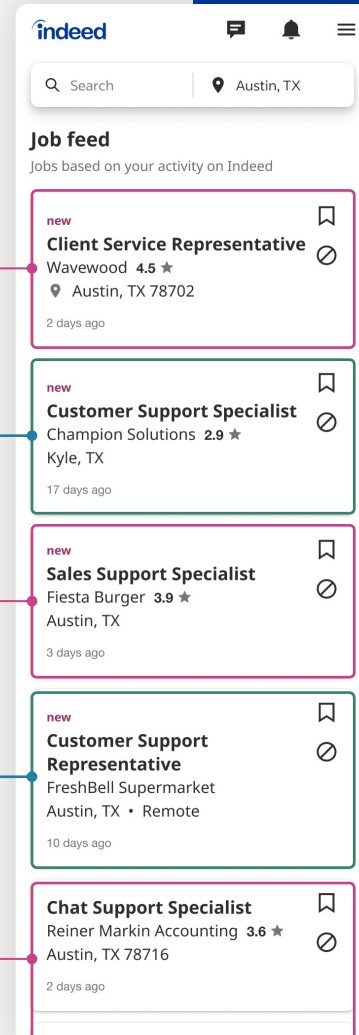 indeed
Search
Austin, TX
Job feed
Jobs based on your activity on Indeed
new
Client Service Representative
Wavewood 4.5
Austin, TX 78702
2 days ago
new
Customer Support Specialist
Champion Solutions 2.9
Kyle, TX
17 days ago
new
Sales Support Specialist
Fiesta Burger 3.9
Austin, TX
3 days ago
new
Customer Support
Representative
FreshBell Supermarket
Austin, TX • Remote
10 days ago
Chat Support Specialist
Reiner Markin Accounting 3.6
Austin, TX 78716
2 days ago